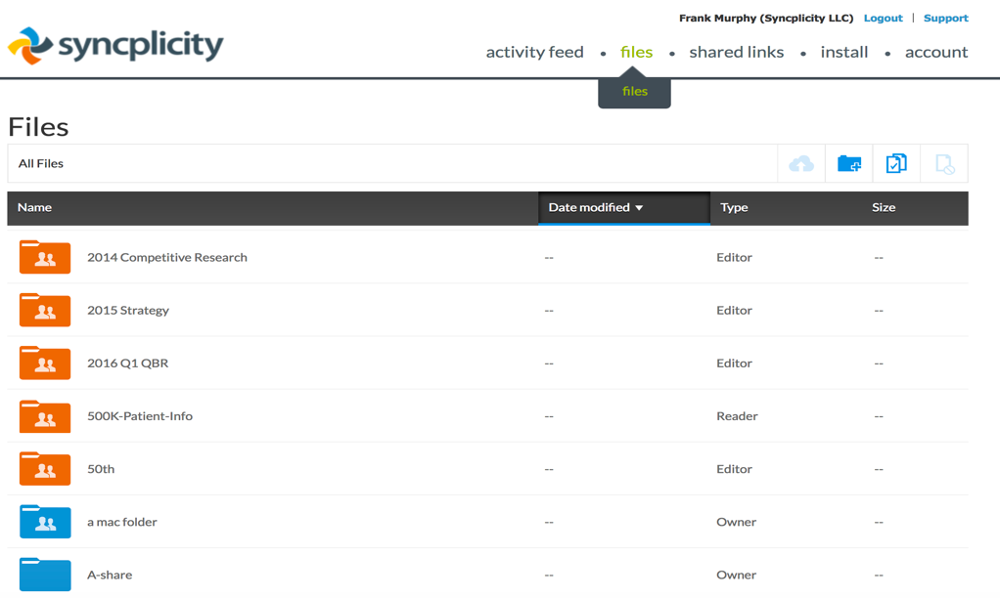 Frank Murphy (Syncplicity LLC) Logout | Support
syncplicity
activity feed • files • shared links • install • account
files
Files
All Files
Name Date modified ▼ Type Size
2014 Competitive Research -- Editor --
2015 Strategy -- Editor --
2016 Q1 QBR -- Editor --
500K-Patient-Info -- Reader --
50th -- Editor --
a mac folder -- Owner --
A-share -- Owner --